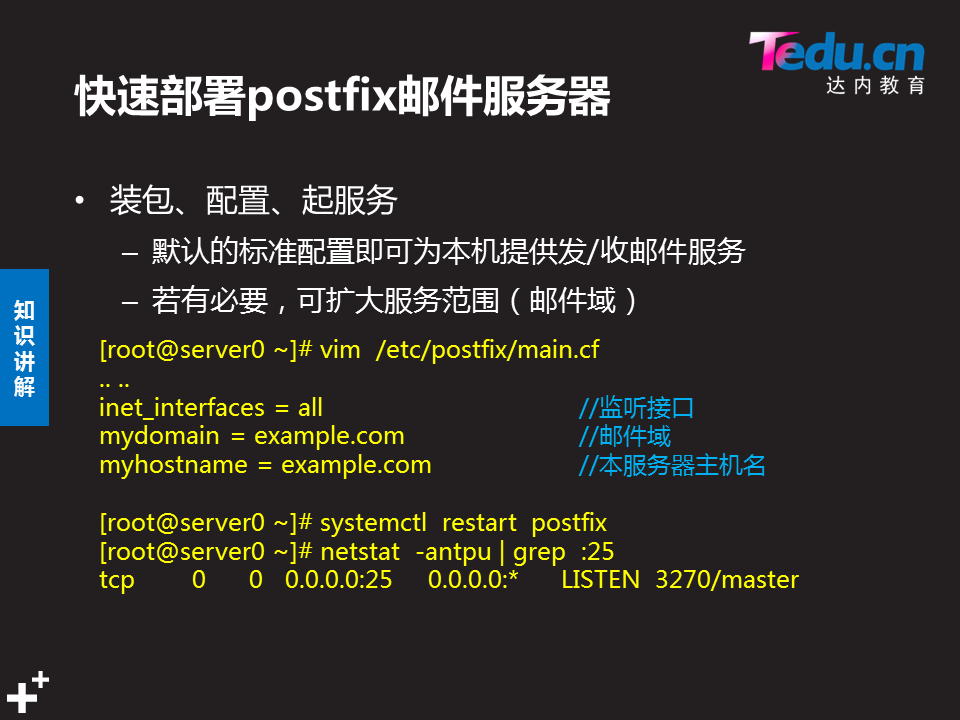 Tedu.cn
达内教育
快速部署postfix邮件服务器
• 装包、配置、起服务
– 默认的标准配置即可为本机提供发/收邮件服务
– 若有必要，可扩大服务范围（邮件域）
知识讲解
[root@server0 ~]# vim /etc/postfix/main.cf
.. ..
inet_interfaces = all //监听接口
mydomain = example.com //邮件域
myhostname = example.com //本服务器主机名
[root@server0 ~]# systemctl restart postfix
[root@server0 ~]# netstat -antpu | grep :25
tcp 0 0 0.0.0.0:25 0.0.0.0:* LISTEN 3270/master